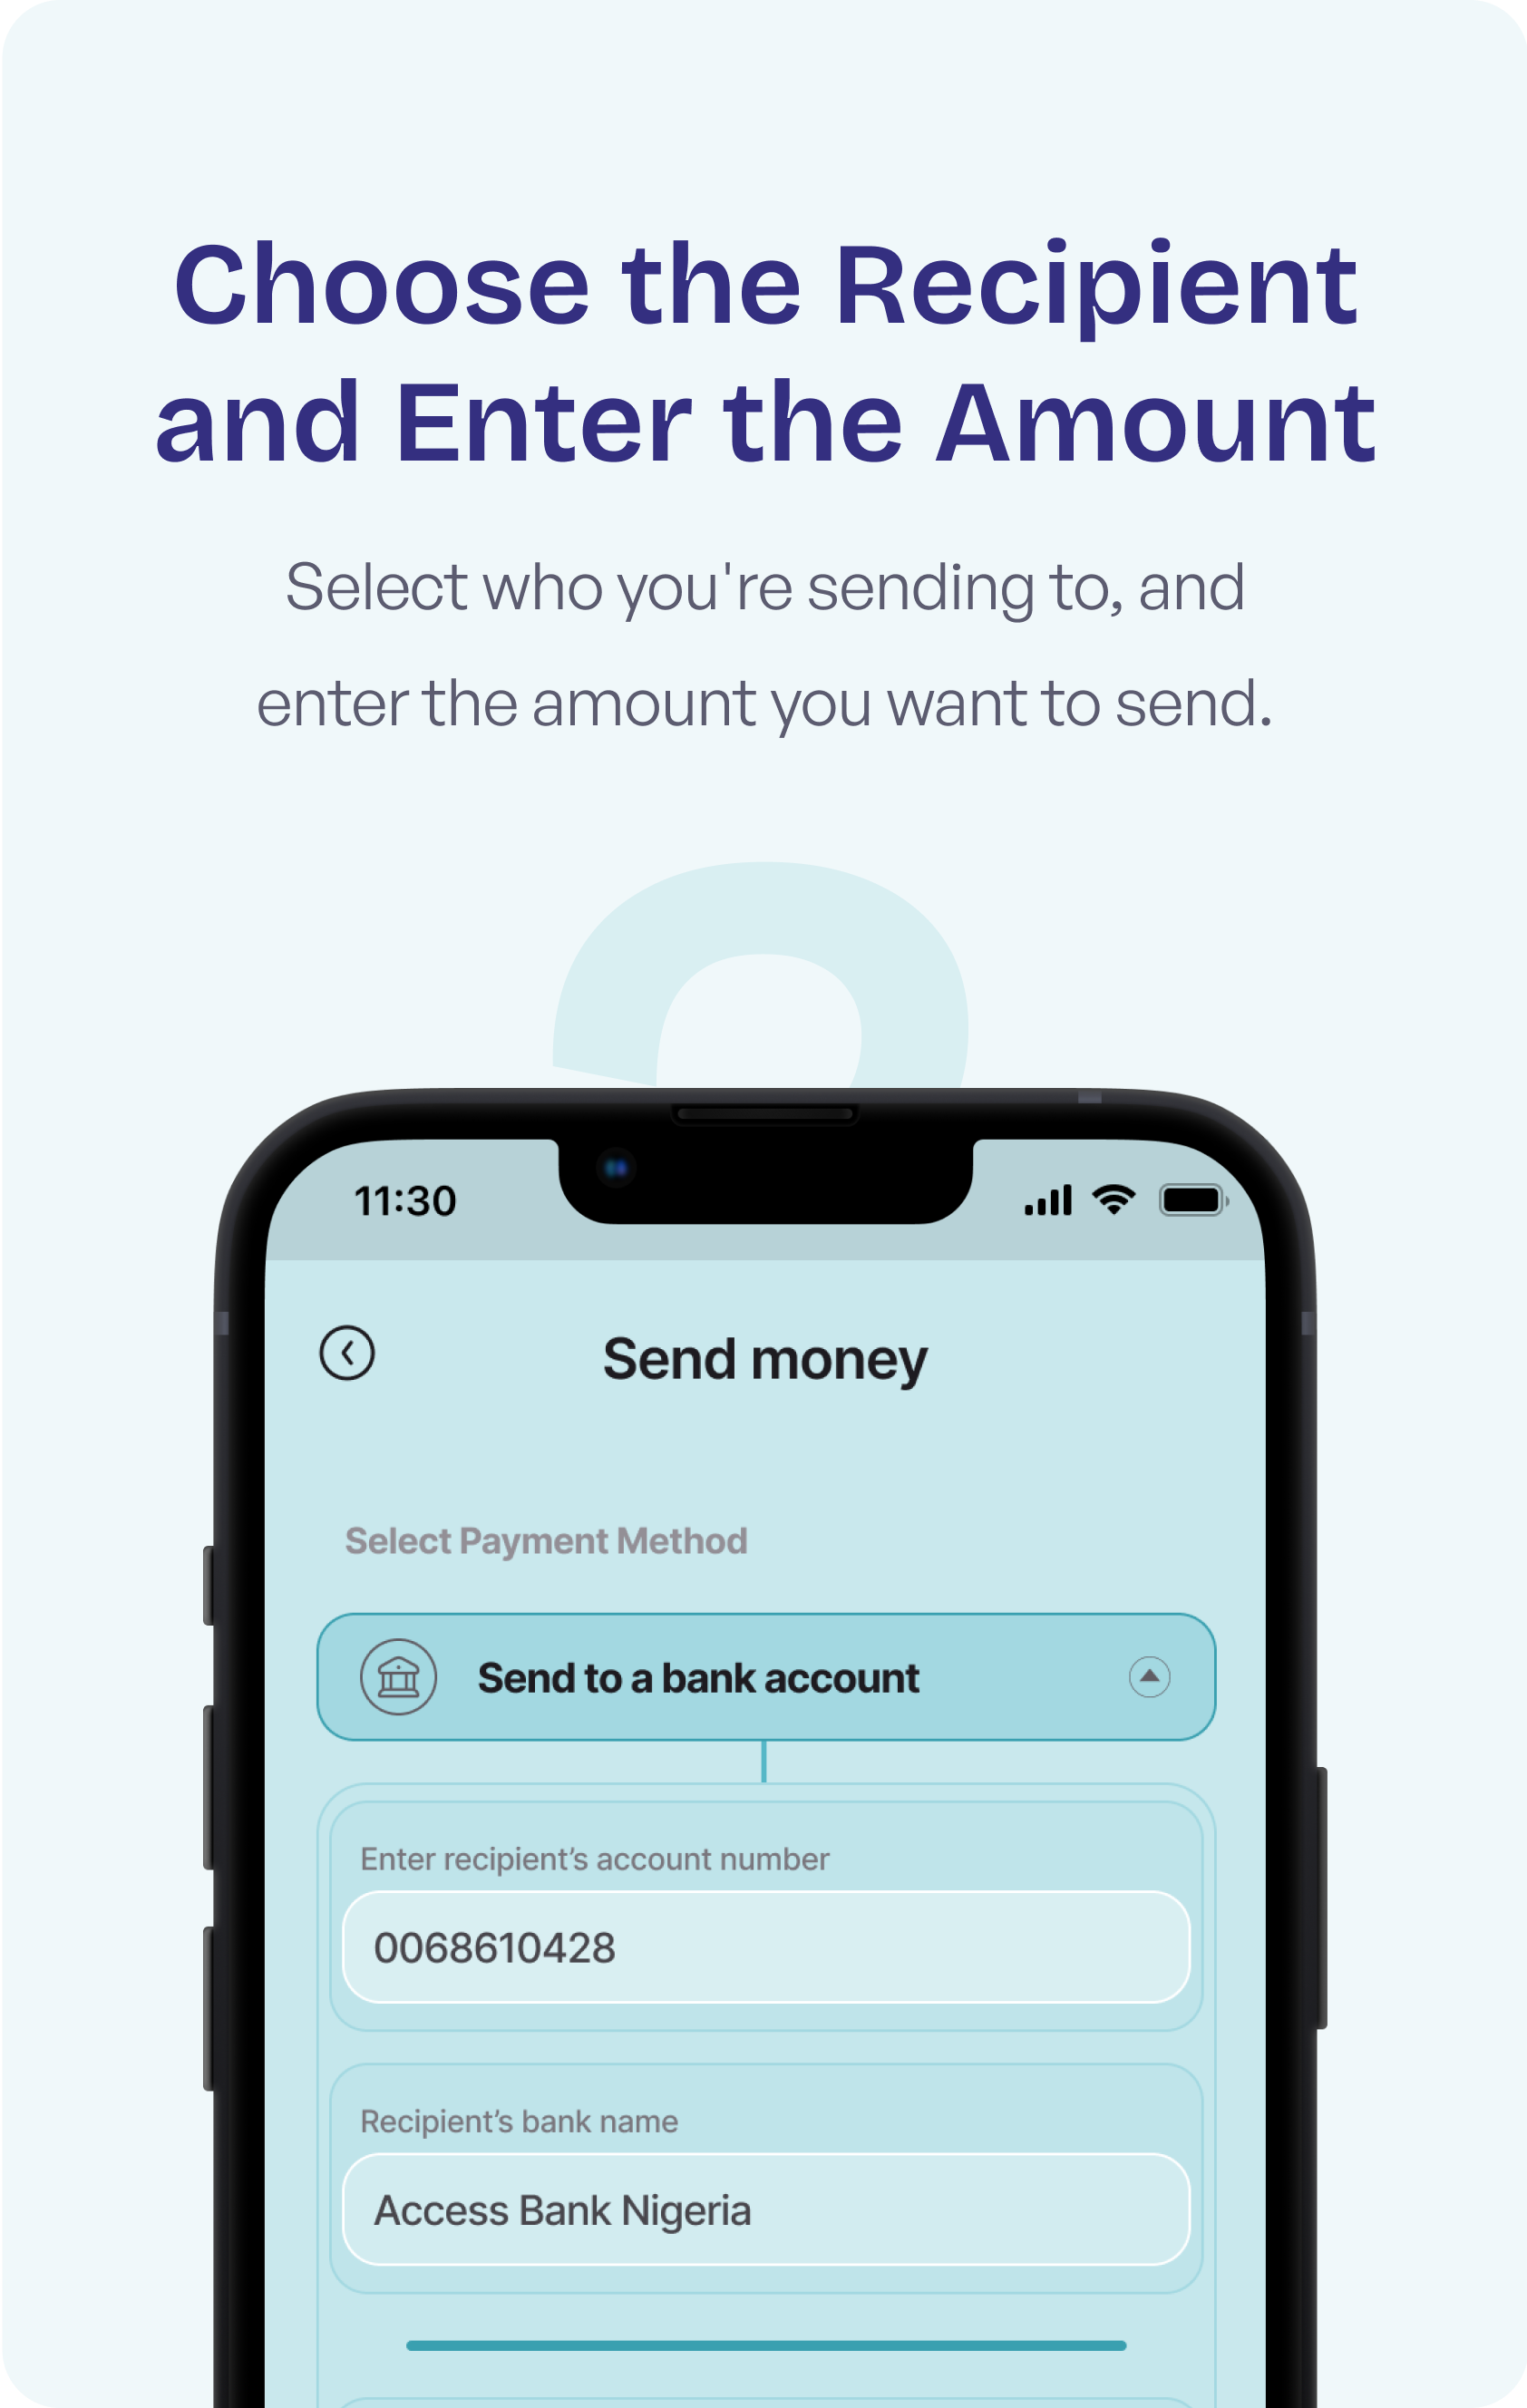 Choose the Recipient
and Enter the Amount
Select who you're sending to, and
enter the amount you want to send.
11:30
Send money
Select Payment Method
Send to a bank account
Enter recipient’s account number
0068610428
Recipient’s bank name
Access Bank Nigeria